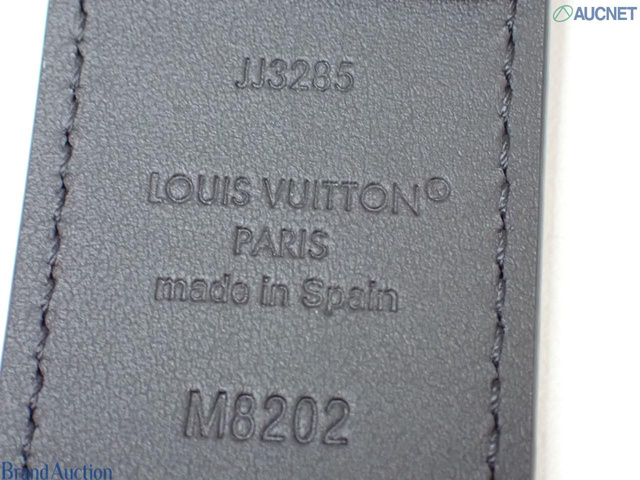 AUCNET
JJ3285
LOUIS VUITTON®
PARIS
made in Spain
M8202
Brand Auction